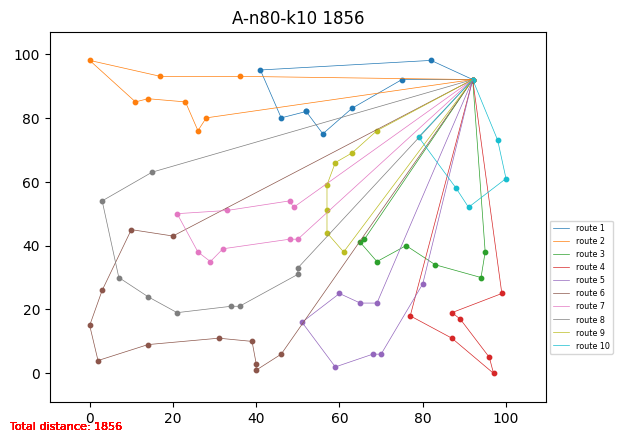 A-n80-k10 1856
100
80
60
40
20
0
0 20 40 60 80 100
route 1
route 2
route 3
route 4
route 5
route 6
route 7
route 8
route 9
route 10
Total distance: 1856